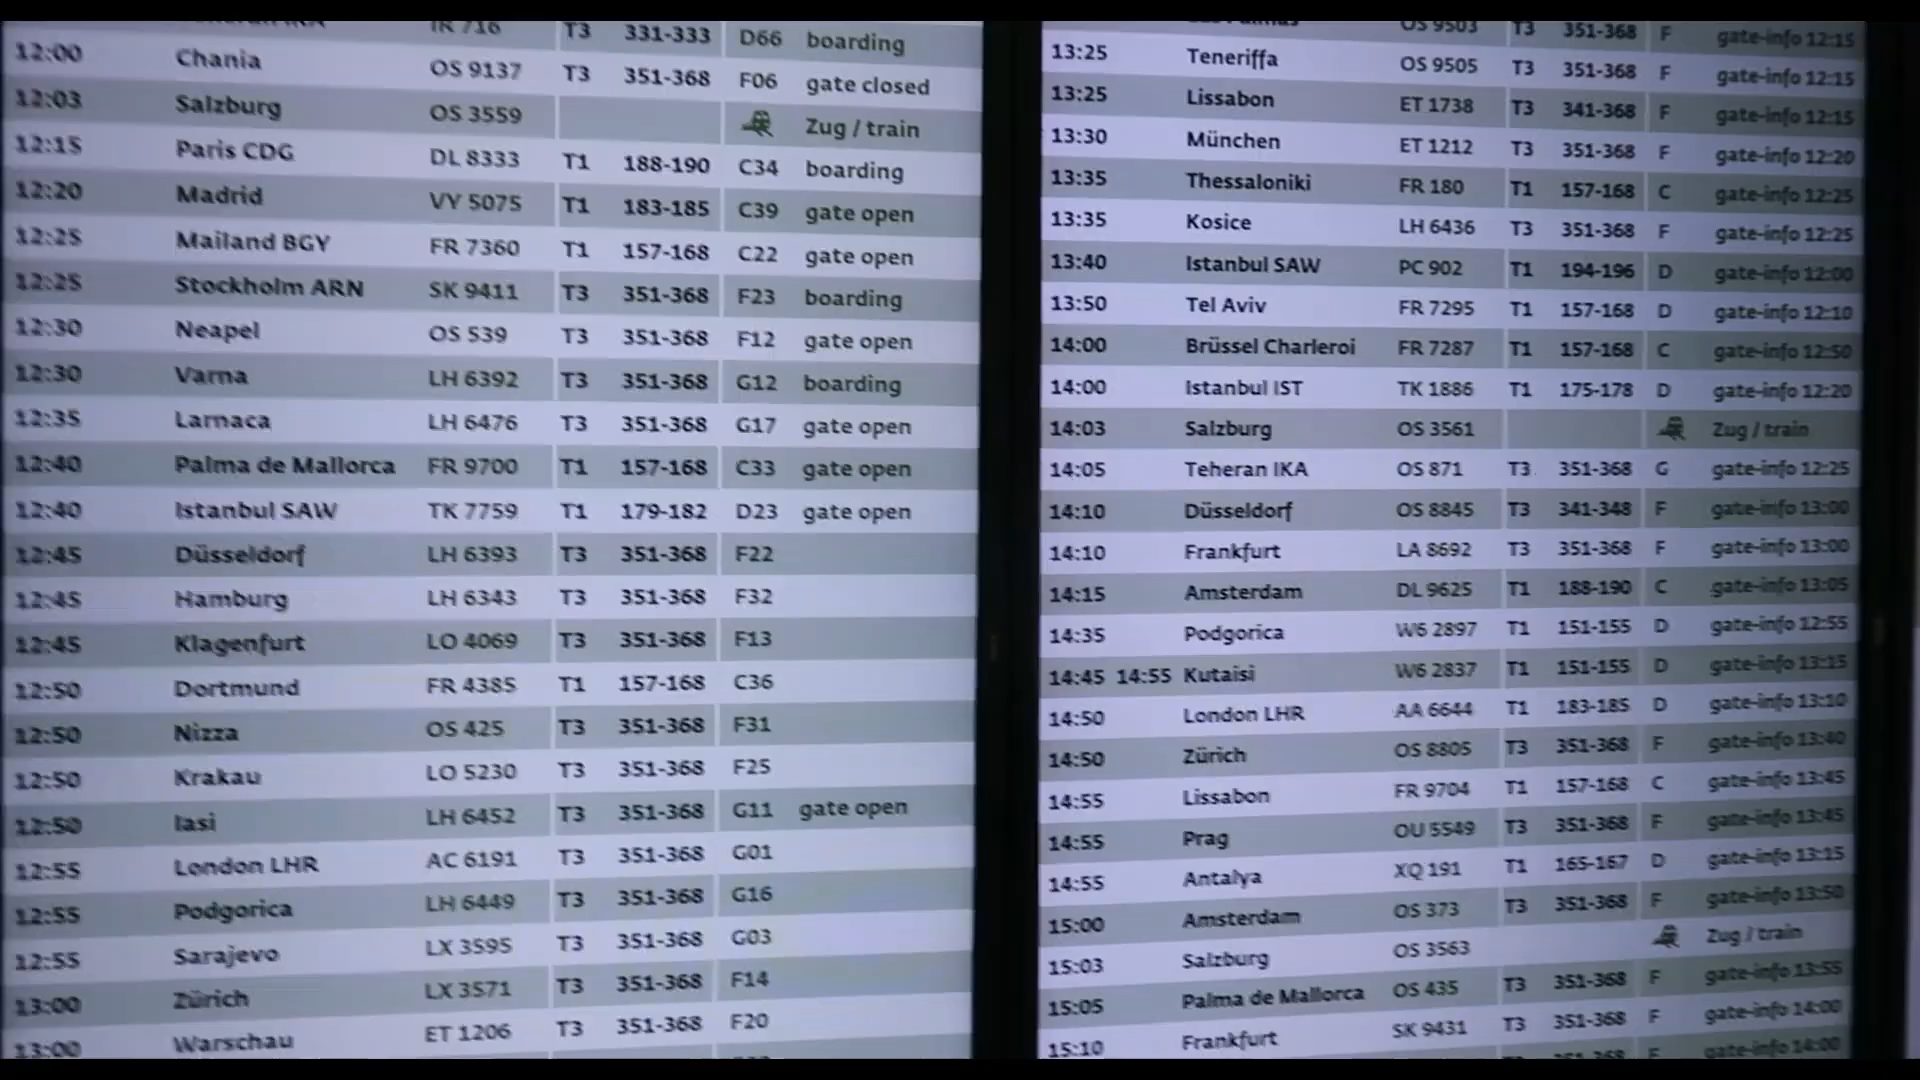 T3 331-333 D66 boarding
12:00 Chania OS 9137 T3 351-368 F06 gate closed
12:03 Salzburg OS 3559 Zug / train
12:15 Paris CDG DL 8333 T1 188-190 C34 boarding
12:20 Madrid VY 5075 T1 183-185 C39 gate open
12:25 Mailand BGY FR 7360 T1 157-168 C22 gate open
12:25 Stockholm ARN SK 9411 T3 351-368 F23 boarding
12:30 Neapel OS 539 T3 351-368 F12 gate open
12:30 Varna LH 6392 T3 351-368 G12 boarding
12:35 Larnaca LH 6476 T3 351-368 G17 gate open
12:40 Palma de Mallorca FR 9700 T1 157-168 C33 gate open
12:40 Istanbul SAW TK 7759 T1 179-182 D23 gate open
12:45 Düsseldorf LH 6393 T3 351-368 F22
12:45 Hamburg LH 6343 T3 351-368 F32
12:45 Klagenfurt LO 4069 T3 351-368 F13
12:50 Dortmund FR 4385 T1 157-168 C36
12:50 Nizza OS 425 T3 351-368 F31
12:50 Krakau LO 5230 T3 351-368 F25
12:50 Iasi LH 6452 T3 351-368 G11 gate open
12:55 London LHR AC 6191 T3 351-368 G01
12:55 Podgorica LH 6449 T3 351-368 G16
12:55 Sarajevo LX 3595 T3 351-368 G03
13:00 Zürich LX 3571 T3 351-368 F14
13:00 Warschau ET 1206 T3 351-368 F20
OS 9503 T3 351-368 F gate-info 12:15
13:25 Teneriffa OS 9505 T3 351-368 F gate-info 12:15
13:25 Lissabon ET 1738 T3 341-368 F gate-info 12:15
13:30 München ET 1212 T3 351-368 F gate-info 12:20
13:35 Thessaloniki FR 180 T1 157-168 C gate-info 12:25
13:35 Kosice LH 6436 T3 351-368 F gate-info 12:25
13:40 Istanbul SAW PC 902 T1 194-196 D gate-info 12:00
13:50 Tel Aviv FR 7295 T1 157-168 D gate-info 12:10
14:00 Brüssel Charleroi FR 7287 T1 157-168 C gate-info 12:50
14:00 Istanbul IST TK 1886 T1 175-178 D gate-info 12:20
14:03 Salzburg OS 3561 Zug / train
14:05 Teheran IKA OS 871 T3 351-368 G gate-info 12:25
14:10 Düsseldorf OS 8845 T3 341-348 F gate-info 13:00
14:10 Frankfurt LA 8692 T3 351-368 F gate-info 13:00
14:15 Amsterdam DL 9625 T1 188-190 C gate-info 13:05
14:35 Podgorica W6 2897 T1 151-155 D gate-info 12:55
14:45 14:55 Kutaisi W6 2837 T1 151-155 D gate-info 13:15
14:50 London LHR AA 6644 T1 183-185 D gate-info 13:10
14:50 Zürich OS 8805 T3 351-368 F gate-info 13:40
14:55 Lissabon FR 9704 T1 157-168 C gate-info 13:45
14:55 Prag OU 5549 T3 351-368 F gate-info 13:45
14:55 Antalya XQ 191 T1 165-167 D gate-info 13:15
15:00 Amsterdam OS 373 T3 351-368 F gate-info 13:50
15:03 Salzburg OS 3563 Zug / train
15:05 Palma de Mallorca OS 435 T3 351-368 F gate-info 13:55
15:10 Frankfurt SK 9431 T3 351-368 F gate-info 14:00
gate-info 14:00